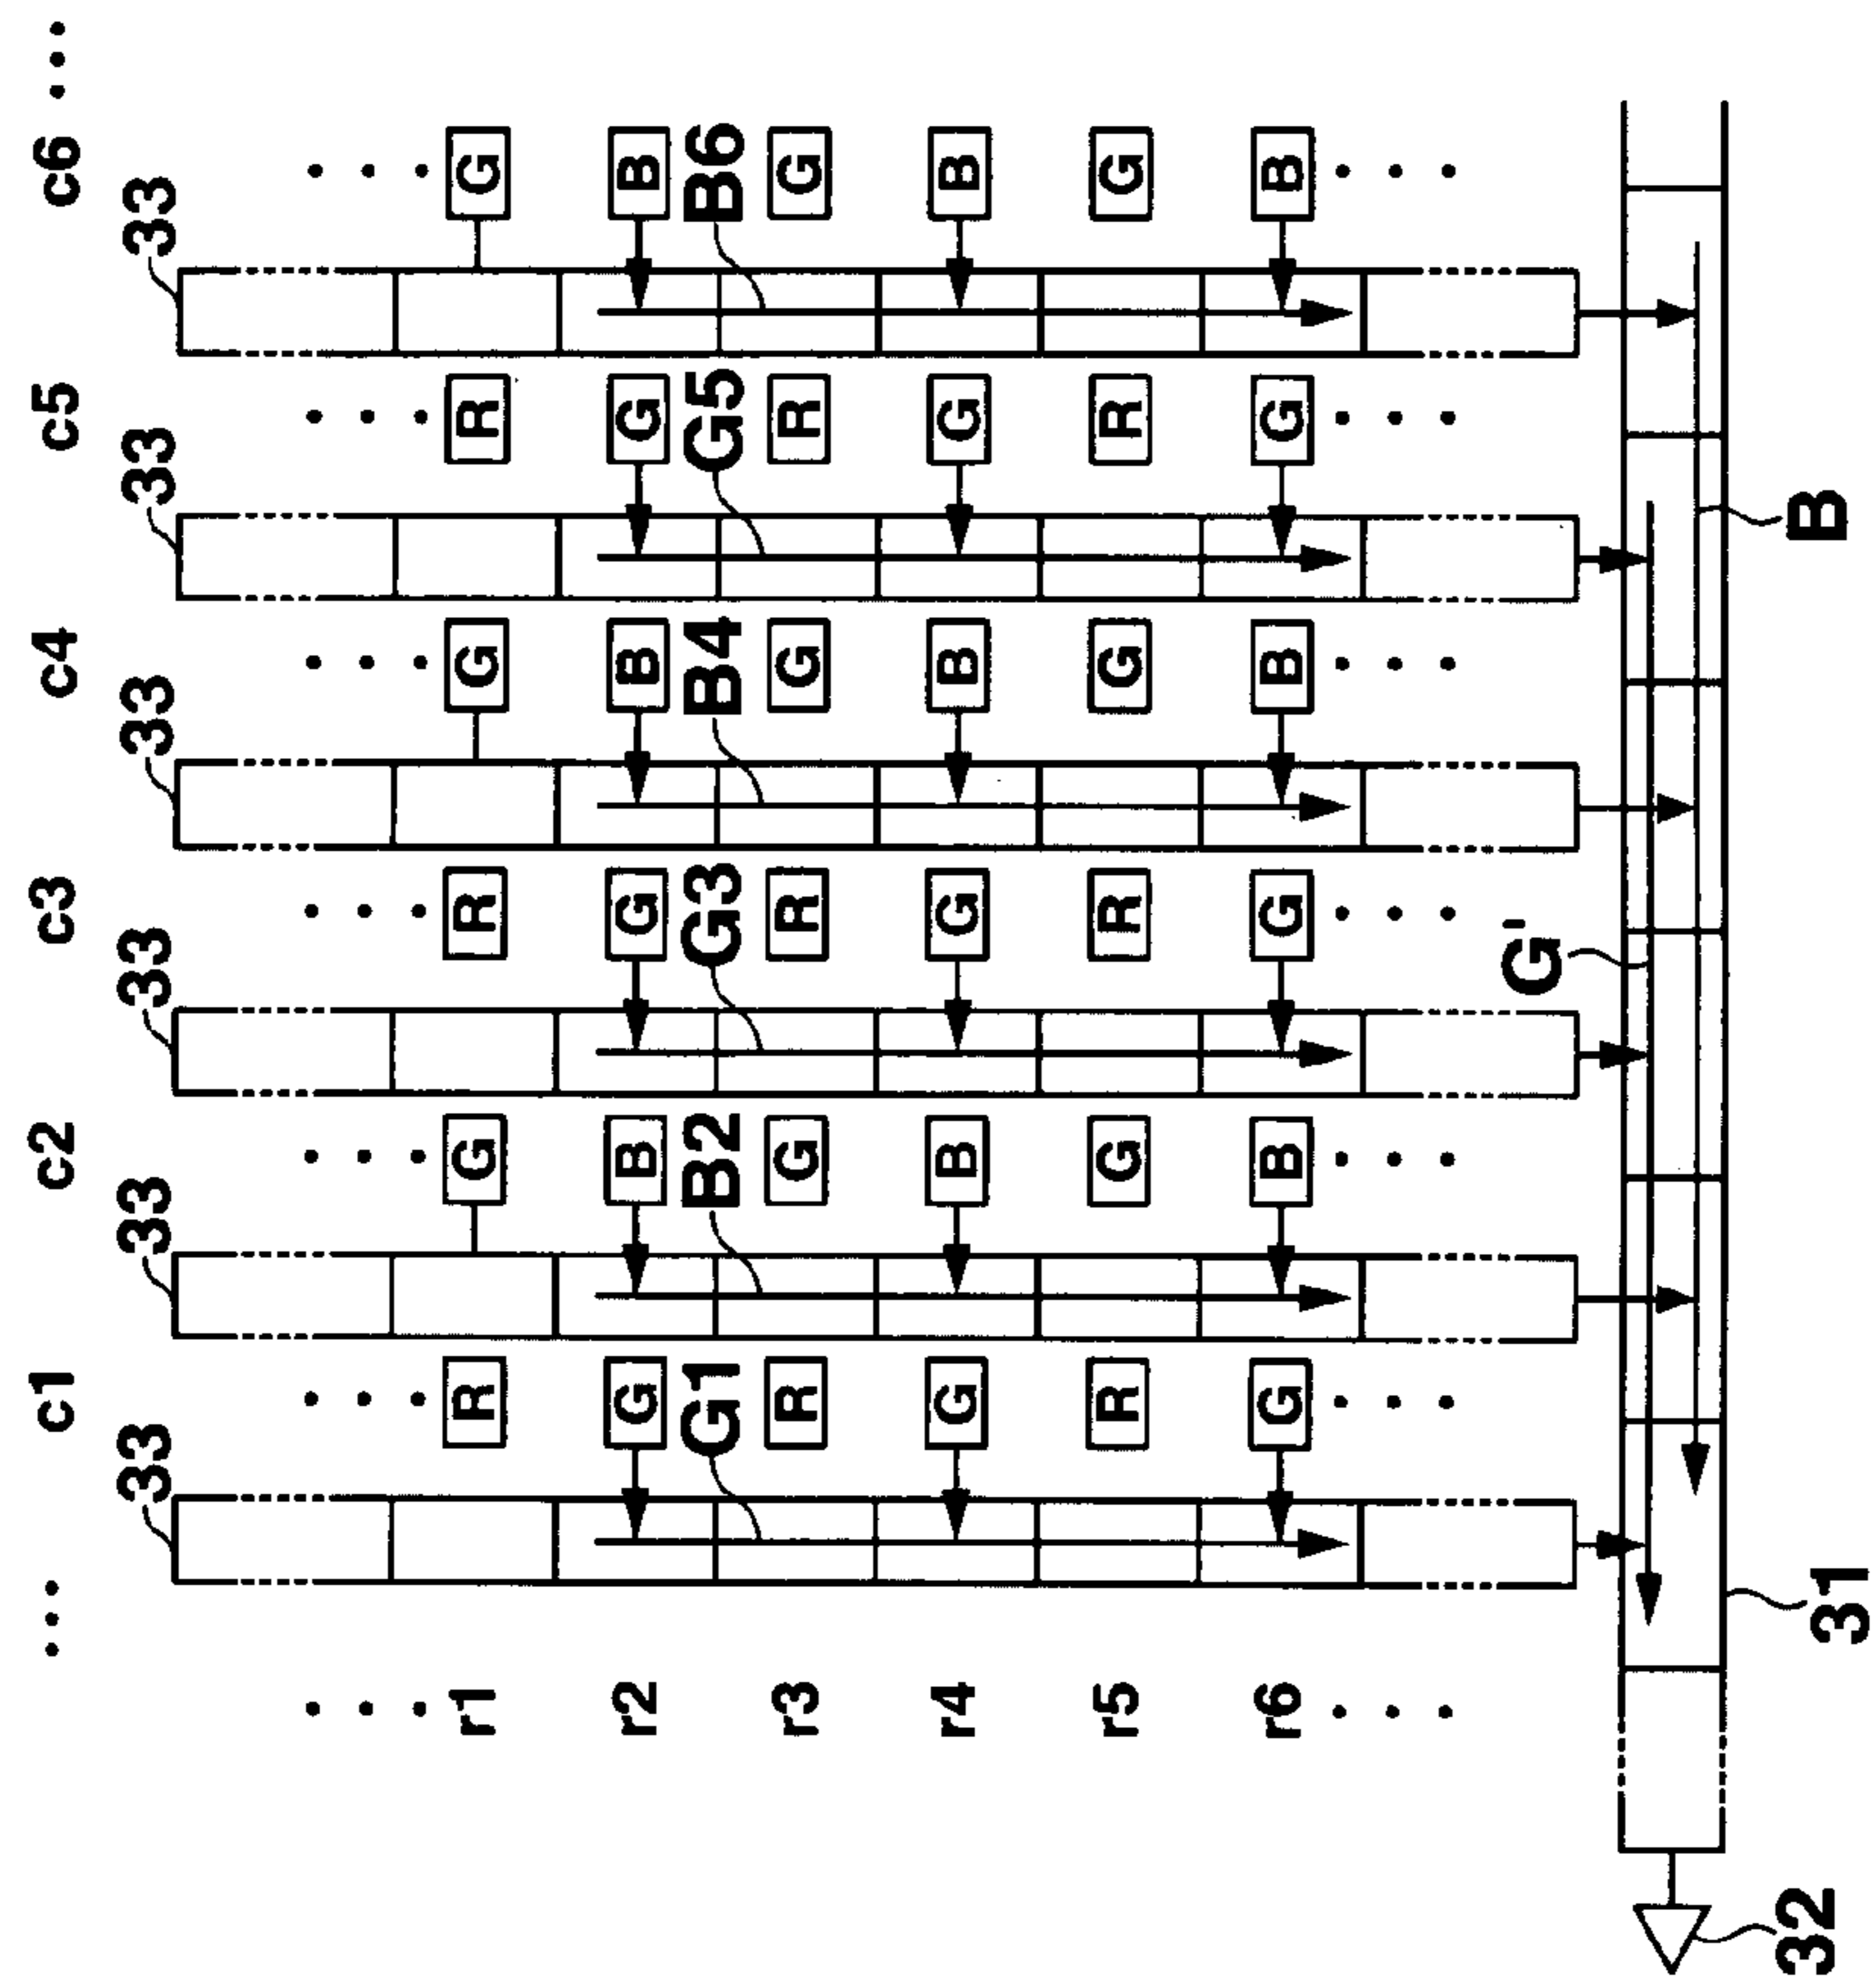 ... c1 c2 c3 c4 c5 c6 ...
33 33 33 33 33 33
r1 R G R G R G
r2 G B G B G B
G1 B2 G3 B4 G5 B6
r3 R G R G R G
r4 G B G B G B
r5 R G R G R G
r6 G B G B G B
G'
32 31 B